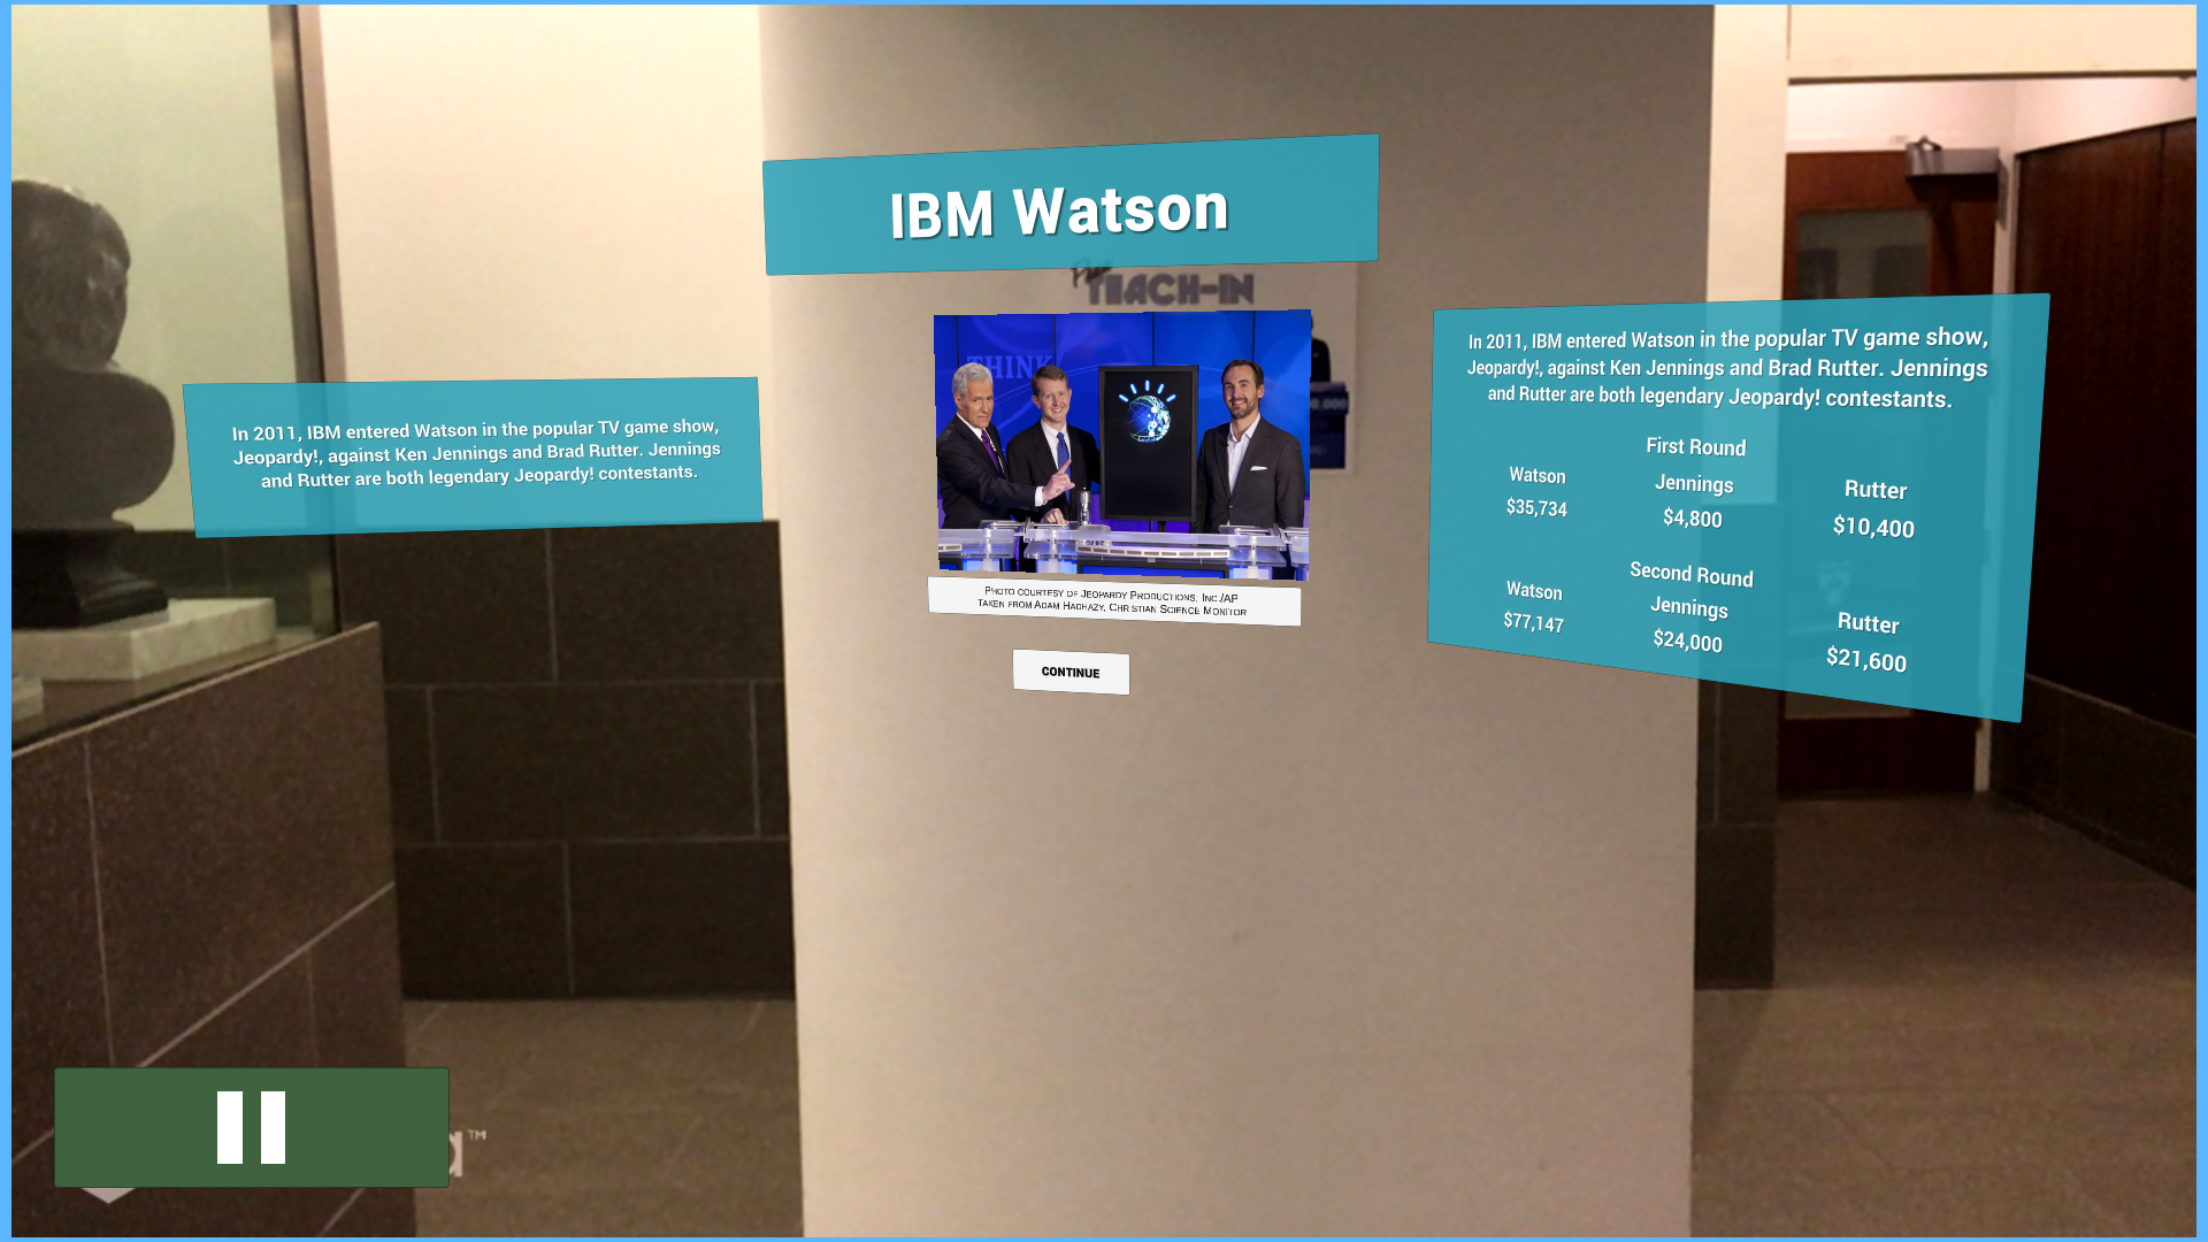 IBM Watson
TEACH-IN
THINK
In 2011, IBM entered Watson in the popular TV game show,
Jeopardy!, against Ken Jennings and Brad Rutter. Jennings
and Rutter are both legendary Jeopardy! contestants.
PHOTO COURTESY OF JEOPARDY PRODUCTIONS, INC./AP
TAKEN FROM ADAM HADHAZY, CHRISTIAN SCIENCE MONITOR
CONTINUE
In 2011, IBM entered Watson in the popular TV game show,
Jeopardy!, against Ken Jennings and Brad Rutter. Jennings
and Rutter are both legendary Jeopardy! contestants.
First Round
Watson Jennings Rutter
$35,734 $4,800 $10,400
Second Round
Watson Jennings Rutter
$77,147 $24,000 $21,600
™